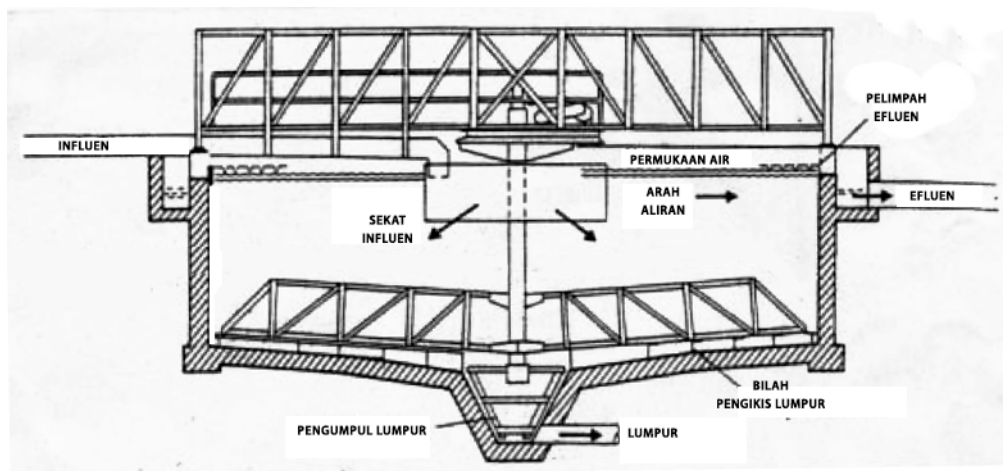 PELIMPAH
EFLUEN
INFLUEN
PERMUKAAN AIR
ARAH
ALIRAN
EFLUEN
SEKAT
INFLUEN
BILAH
PENGIKIS LUMPUR
PENGUMPUL LUMPUR
LUMPUR